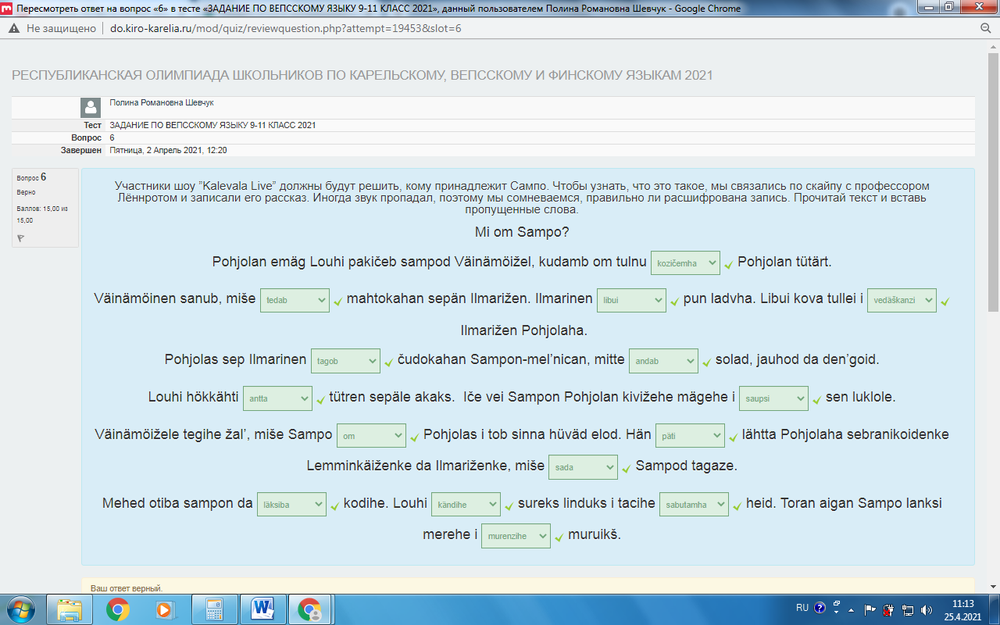 Пересмотреть ответ на вопрос «6» в тесте «ЗАДАНИЕ ПО ВЕПССКОМУ ЯЗЫКУ 9-11 КЛАСС 2021», данный пользователем Полина Романовна Шевчук - Google Chrome
Не защищено | do.kiro-karelia.ru/mod/quiz/reviewquestion.php?attempt=19453&slot=6
РЕСПУБЛИКАНСКАЯ ОЛИМПИАДА ШКОЛЬНИКОВ ПО КАРЕЛЬСКОМУ, ВЕПССКОМУ И ФИНСКОМУ ЯЗЫКАМ 2021
Полина Романовна Шевчук
Тест ЗАДАНИЕ ПО ВЕПССКОМУ ЯЗЫКУ 9-11 КЛАСС 2021
Вопрос 6
Завершен Пятница, 2 Апрель 2021, 12:20
Вопрос 6
Верно
Баллов: 15,00 из
15,00
Участники шоу ”Kalevala Live” должны будут решить, кому принадлежит Сампо. Чтобы узнать, что это такое, мы связались по скайпу с профессором
Лённротом и записали его рассказ. Иногда звук пропадал, поэтому мы сомневаемся, правильно ли расшифрована запись. Прочитай текст и вставь
пропущенные слова.
Mi om Sampo?
Pohjolan emäg Louhi pakičeb sampod Väinämöižel, kudamb om tulnu kozičemha Pohjolan tütärt.
Väinämöinen sanub, miše tedab mahtokahan sepän Ilmarižen. Ilmarinen libui pun ladvha. Libui kova tullei i vedäškanzi
Ilmarižen Pohjolaha.
Pohjolas sep Ilmarinen tagob čudokahan Sampon-mel’nican, mitte andab solad, jauhod da den’goid.
Louhi hökkähti antta tütren sepäle akaks. Iče vei Sampon Pohjolan kivižehe mägehe i saupsi sen luklole.
Väinämöižele tegihe žal’, miše Sampo om Pohjolas i tob sinna hüväd elod. Hän päti lähtta Pohjolaha sebranikoidenke
Lemminkäiženke da Ilmariženke, miše sada Sampod tagaze.
Mehed otiba sampon da läksiba kodihe. Louhi kändihe sureks linduks i tacihe sabutamha heid. Toran aigan Sampo lanksi
merehe i murenzihe muruikš.
Ваш ответ верный.
RU 11:13
25.4.2021